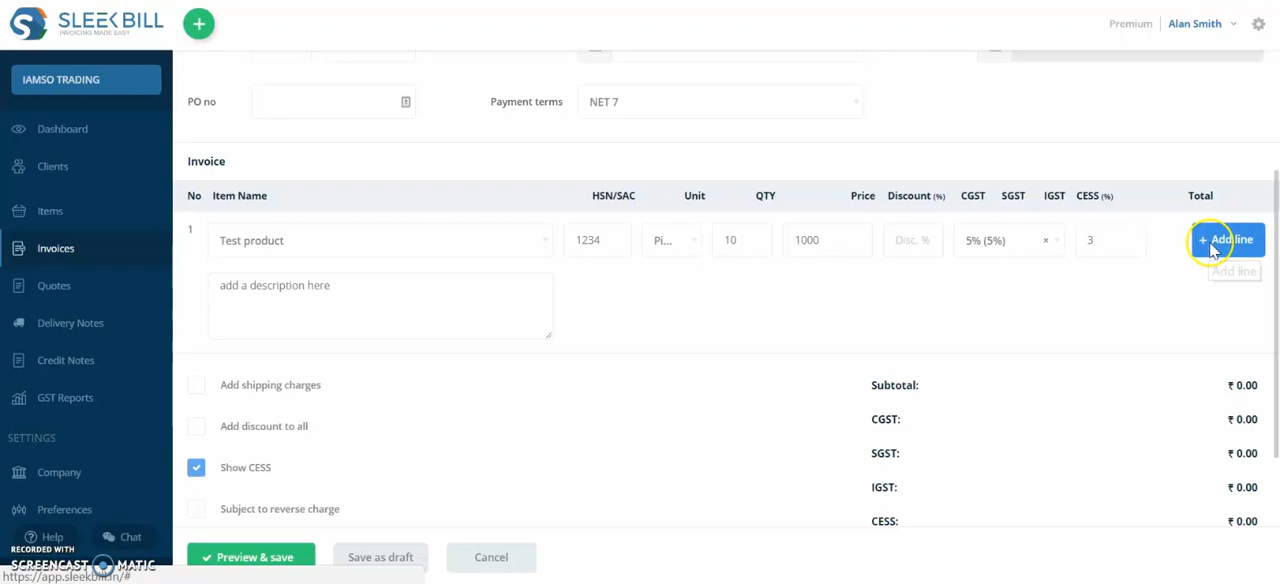 SLEEK BILL
INVOICING MADE EASY
+
Premium
Alan Smith
IAMSO TRADING
Dashboard
Clients
Items
Invoices
Quotes
Delivery Notes
Credit Notes
GST Reports
SETTINGS
Company
Preferences
Help
Chat
RECORDED WITH
SCREENCAST MATIC
https://app.sleekbill.in/#
PO no
Payment terms
NET 7
Invoice
No Item Name HSN/SAC Unit QTY Price Discount (%) CGST SGST IGST CESS (%) Total
1 Test product 1234 Pi... 10 1000 Disc. % 5% (5%) × 3 + Add line
Add line
add a description here
Add shipping charges
Add discount to all
Show CESS
Subject to reverse charge
Subtotal: ₹ 0.00
CGST: ₹ 0.00
SGST: ₹ 0.00
IGST: ₹ 0.00
CESS: ₹ 0.00
Preview & save
Save as draft
Cancel